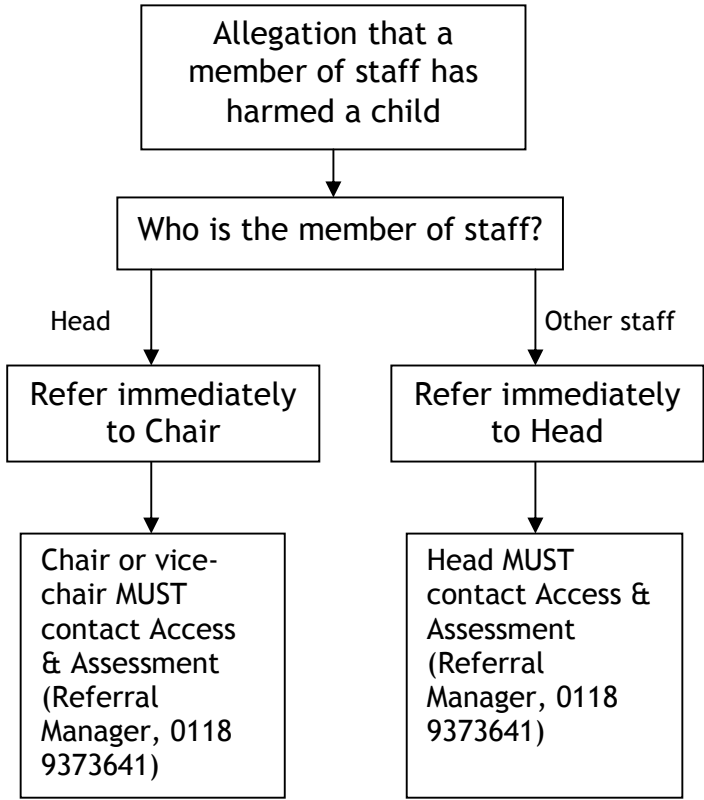 Allegation that a
member of staff has
harmed a child
Who is the member of staff?
Head
Other staff
Refer immediately
to Chair
Refer immediately
to Head
Chair or vice-
chair MUST
contact Access
& Assessment
(Referral
Manager, 0118
9373641)
Head MUST
contact Access &
Assessment
(Referral
Manager, 0118
9373641)